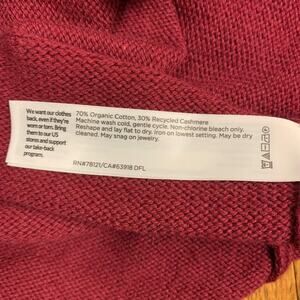 We want our clothes
back, even if they're
worn or torn. Bring
them to our US
stores and support
our take-back
program.
70% Organic Cotton, 30% Recycled Cashmere
Machine wash cold, gentle cycle. Non-chlorine bleach only.
Reshape and lay flat to dry. Iron on lowest setting. May be dry
cleaned. May snag on jewelry.
RN#78121/CA#63918 DFL